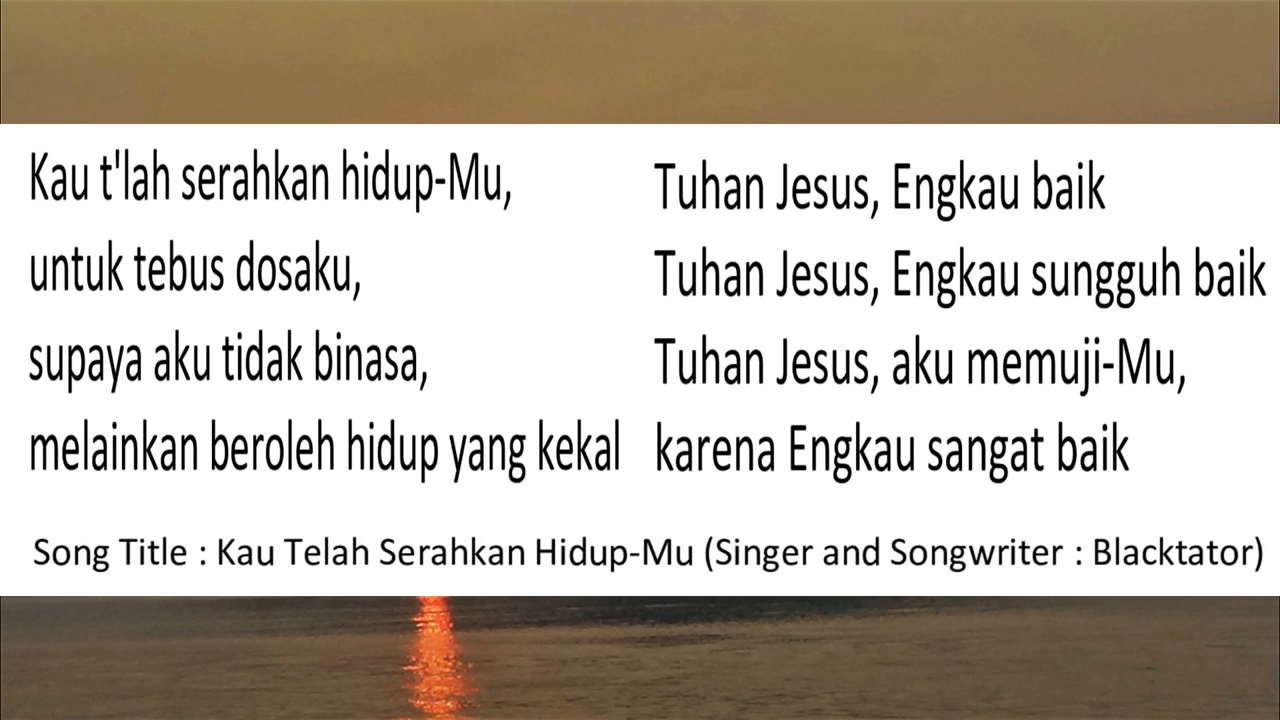 Kau t'lah serahkan hidup-Mu,
untuk tebus dosaku,
supaya aku tidak binasa,
melainkan beroleh hidup yang kekal
Tuhan Jesus, Engkau baik
Tuhan Jesus, Engkau sungguh baik
Tuhan Jesus, aku memuji-Mu,
karena Engkau sangat baik
Song Title : Kau Telah Serahkan Hidup-Mu (Singer and Songwriter : Blacktator)